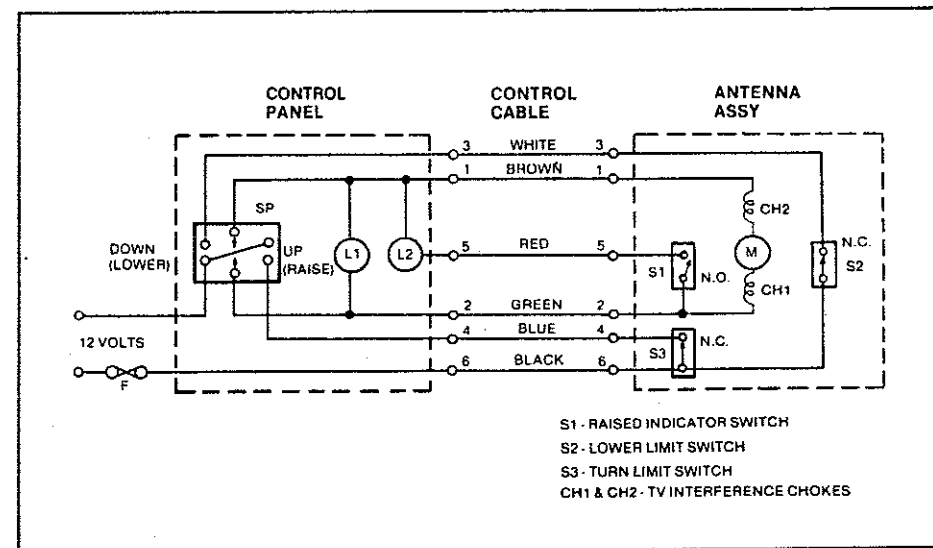 CONTROL PANEL
CONTROL CABLE
ANTENNA ASSY
3 WHITE 3
1 BROWN 1
SP
CH2
DOWN (LOWER)
UP (RAISE)
L1
L2
5 RED 5
S1
N.O.
M
N.C.
S2
CH1
2 GREEN 2
4 BLUE 4
N.C.
12 VOLTS
S3
6 BLACK 6
F
S1 - RAISED INDICATOR SWITCH
S2 - LOWER LIMIT SWITCH
S3 - TURN LIMIT SWITCH
CH1 & CH2 - TV INTERFERENCE CHOKES